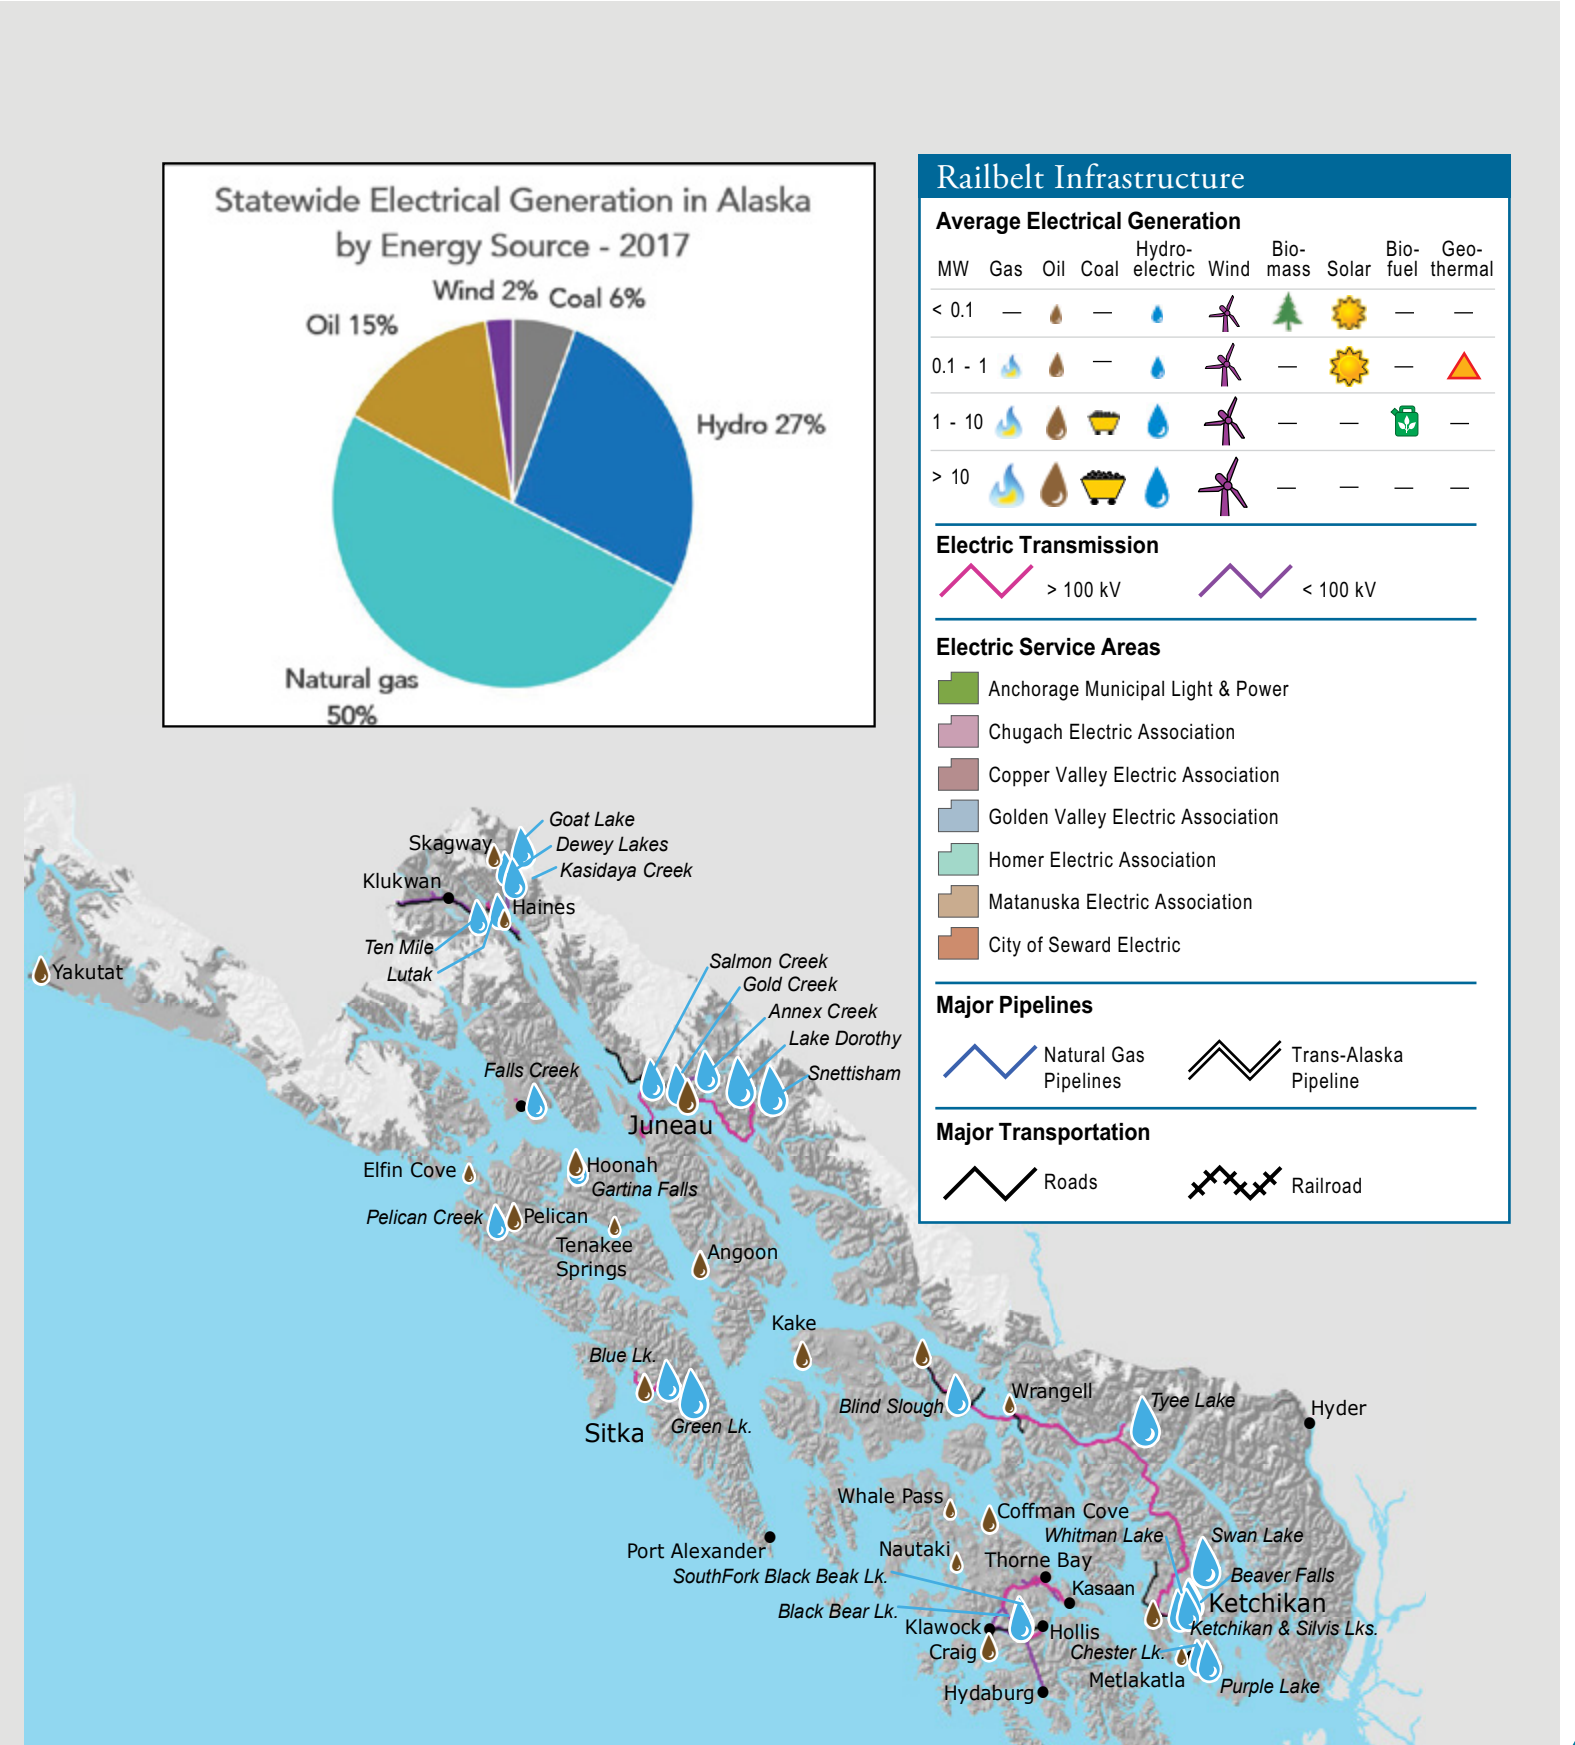 Statewide Electrical Generation in Alaska
by Energy Source - 2017
Wind 2%
Coal 6%
Oil 15%
Hydro 27%
Natural gas
50%
Railbelt Infrastructure
Average Electrical Generation
MW Gas Oil Coal Hydro-electric Wind Bio-mass Solar Bio-fuel Geo-thermal
< 0.1 — — — —
0.1 - 1 — — —
1 - 10 — — —
> 10 — — — —
Electric Transmission
> 100 kV < 100 kV
Electric Service Areas
Anchorage Municipal Light & Power
Chugach Electric Association
Copper Valley Electric Association
Golden Valley Electric Association
Homer Electric Association
Matanuska Electric Association
City of Seward Electric
Major Pipelines
Natural Gas
Pipelines
Trans-Alaska
Pipeline
Major Transportation
Roads
Railroad
Goat Lake
Skagway
Dewey Lakes
Kasidaya Creek
Klukwan
Haines
Ten Mile
Lutak
Yakutat
Salmon Creek
Gold Creek
Annex Creek
Lake Dorothy
Snettisham
Falls Creek
Juneau
Elfin Cove
Hoonah
Gartina Falls
Pelican Creek
Pelican
Tenakee
Springs
Angoon
Kake
Blue Lk.
Sitka
Green Lk.
Blind Slough
Wrangell
Tyee Lake
Hyder
Whale Pass
Coffman Cove
Whitman Lake
Swan Lake
Port Alexander
Nautaki
Thorne Bay
SouthFork Black Beak Lk.
Kasaan
Beaver Falls
Ketchikan
Black Bear Lk.
Klawock
Hollis
Ketchikan & Silvis Lks.
Craig
Chester Lk.
Metlakatla
Purple Lake
Hydaburg